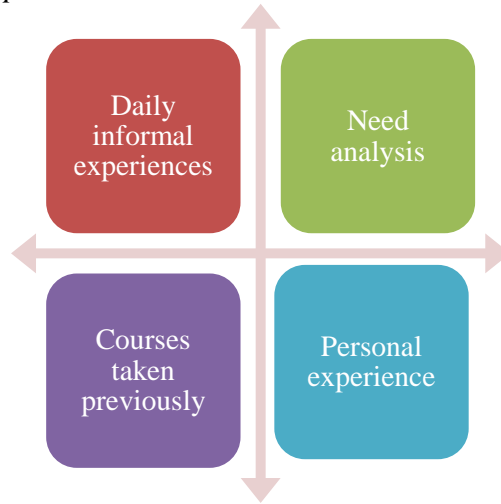 Daily
informal
experiences
Need
analysis
Courses
taken
previously
Personal
experience